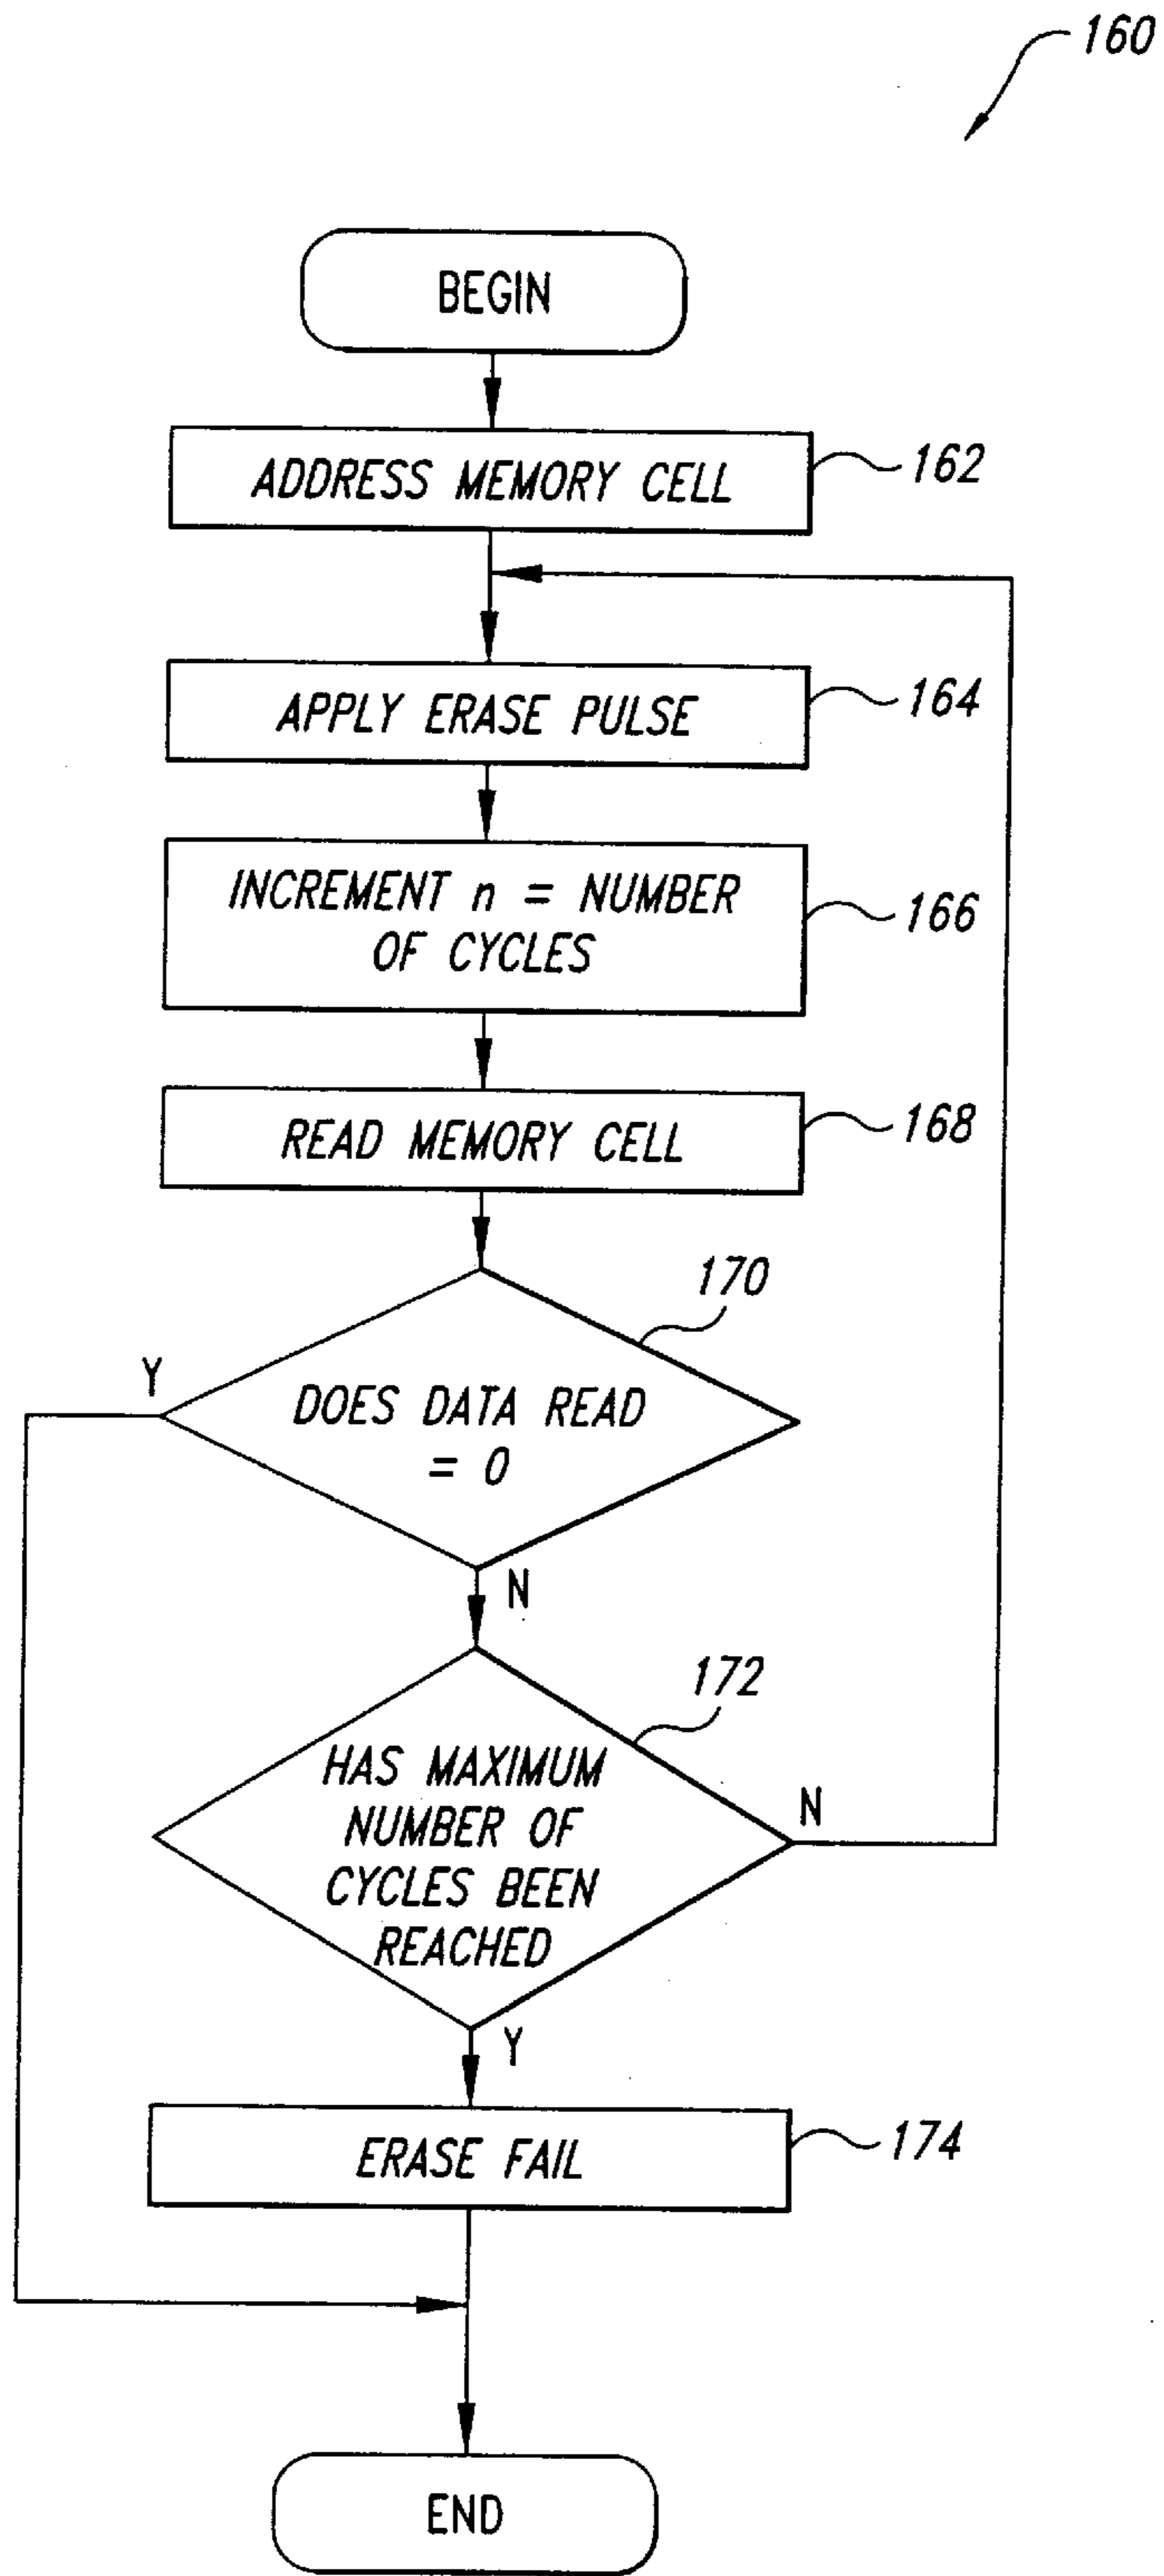 160
BEGIN
ADDRESS MEMORY CELL
162
APPLY ERASE PULSE
164
INCREMENT n = NUMBER
OF CYCLES
166
READ MEMORY CELL
168
170
Y
DOES DATA READ
= 0
N
172
HAS MAXIMUM
NUMBER OF
CYCLES BEEN
REACHED
N
Y
ERASE FAIL
174
END